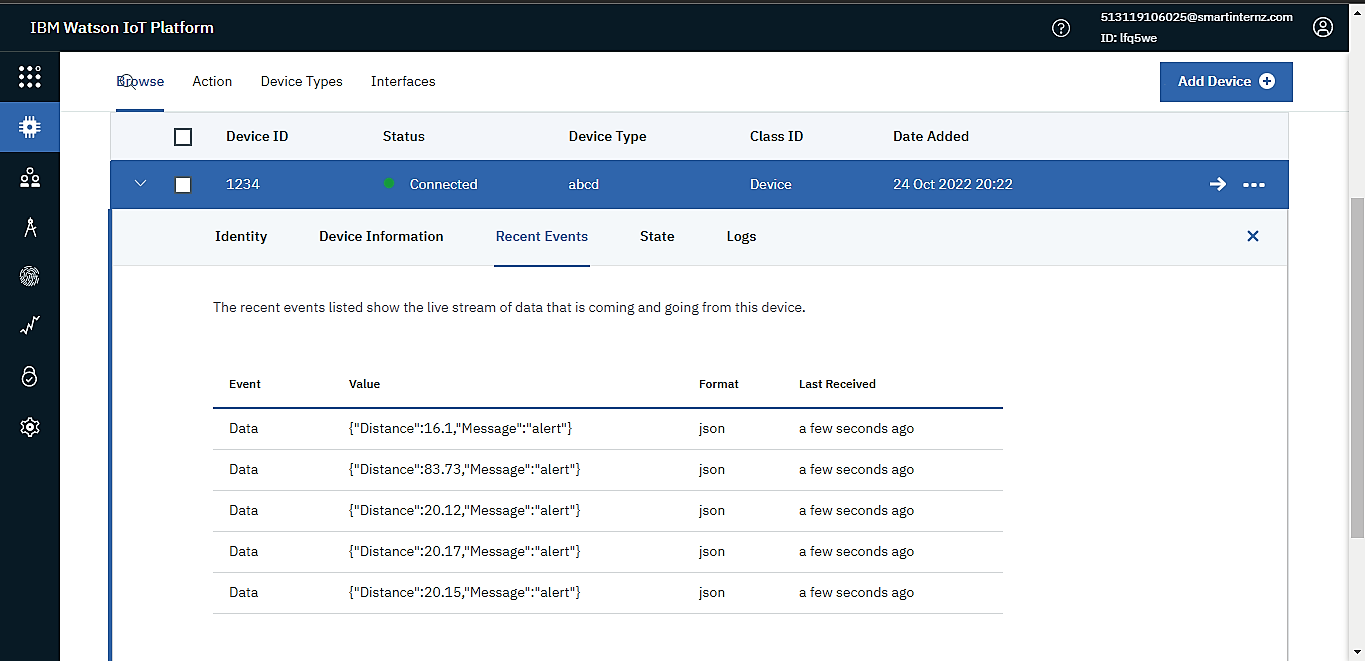 IBM Watson IoT Platform
513119106025@smartinternz.com
ID: lfq5we
Browse Action Device Types Interfaces
Add Device
Device ID Status Device Type Class ID Date Added
1234 Connected abcd Device 24 Oct 2022 20:22
Identity Device Information Recent Events State Logs
The recent events listed show the live stream of data that is coming and going from this device.
Event Value Format Last Received
Data {"Distance":16.1,"Message":"alert"} json a few seconds ago
Data {"Distance":83.73,"Message":"alert"} json a few seconds ago
Data {"Distance":20.12,"Message":"alert"} json a few seconds ago
Data {"Distance":20.17,"Message":"alert"} json a few seconds ago
Data {"Distance":20.15,"Message":"alert"} json a few seconds ago